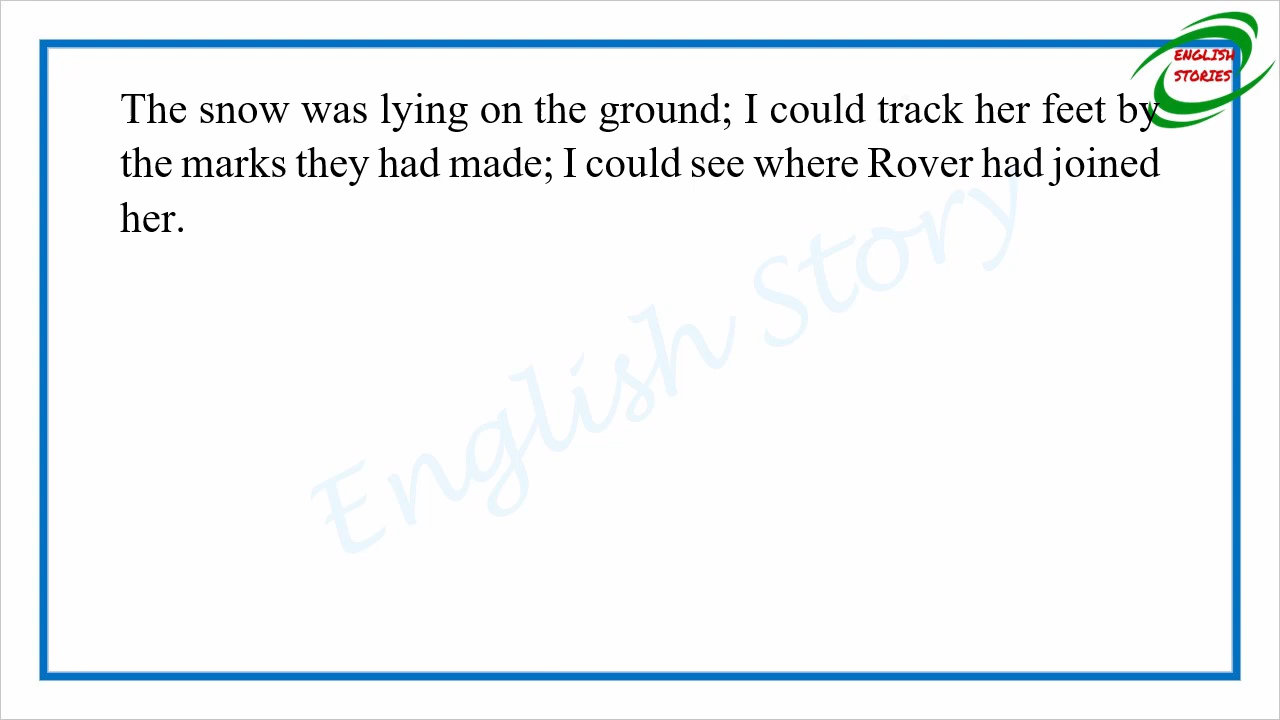 ENGLISH
STORIES
The snow was lying on the ground; I could track her feet by
the marks they had made; I could see where Rover had joined
her.
English Story